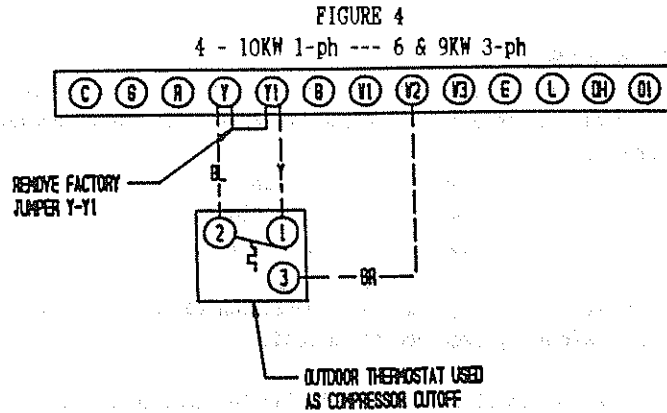 FIGURE 4
4 - 10KW 1-ph --- 6 & 9KW 3-ph
C G R Y Y1 B W1 W2 W3 E L OH O1
REMOVE FACTORY
JUMPER Y-Y1
BL Y
2 1
3 BR
OUTDOOR THERMOSTAT USED
AS COMPRESSOR CUTOFF